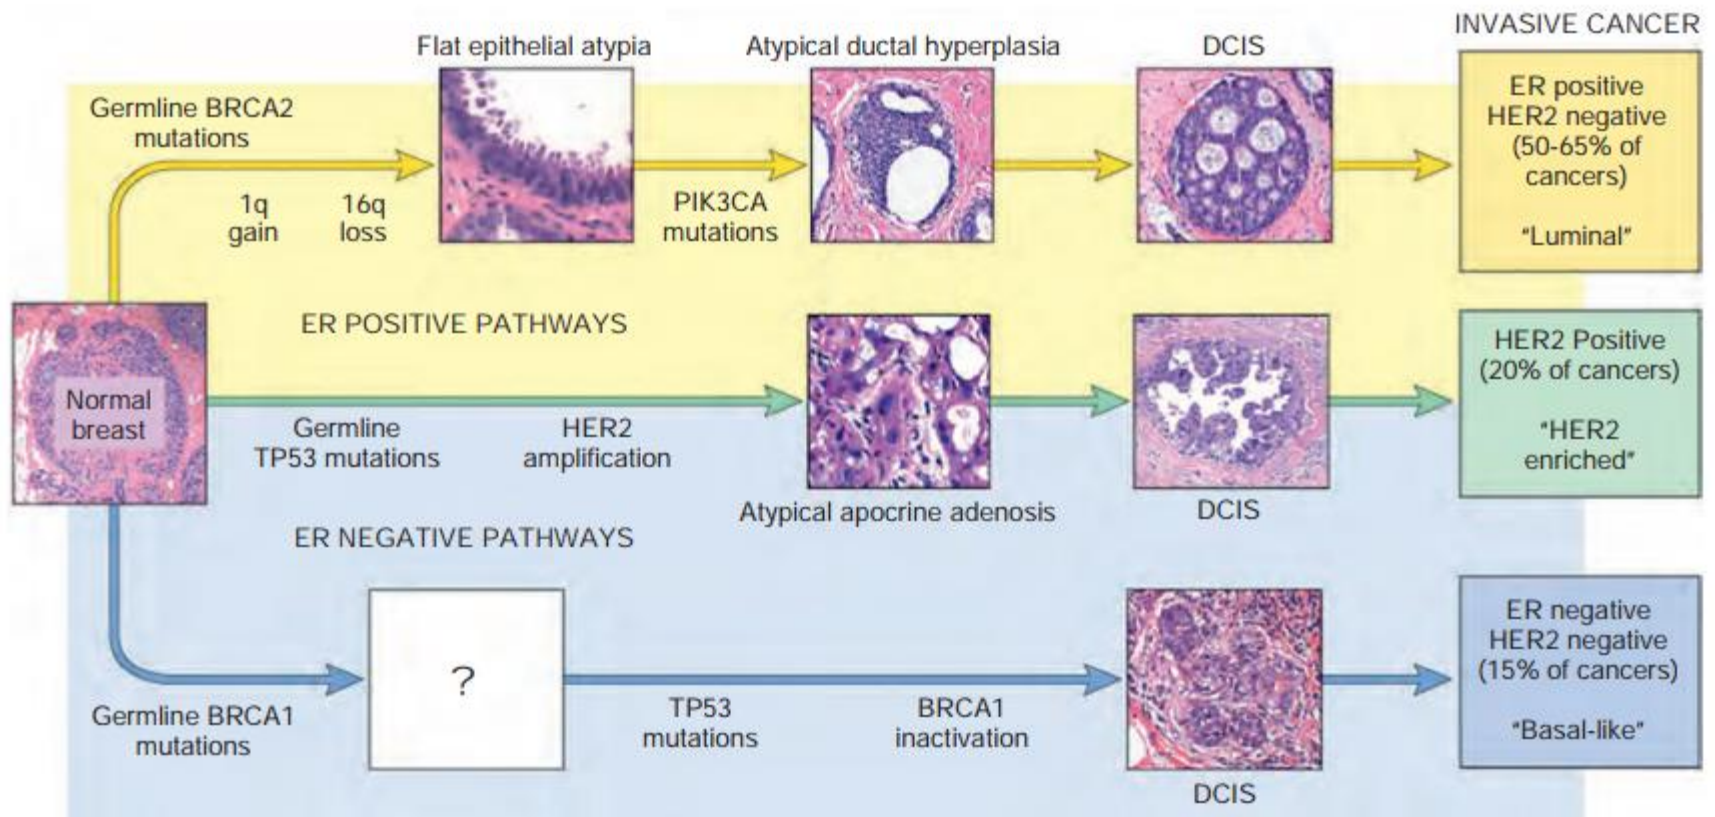 INVASIVE CANCER
Flat epithelial atypia
Atypical ductal hyperplasia
DCIS
Germline BRCA2
mutations
1q
gain
16q
loss
PIK3CA
mutations
ER positive
HER2 negative
(50-65% of
cancers)
"Luminal"
ER POSITIVE PATHWAYS
Normal
breast
Germline
TP53 mutations
HER2
amplification
Atypical apocrine adenosis
DCIS
HER2 Positive
(20% of cancers)
"HER2
enriched"
ER NEGATIVE PATHWAYS
Germline BRCA1
mutations
?
TP53
mutations
BRCA1
inactivation
DCIS
ER negative
HER2 negative
(15% of cancers)
"Basal-like"